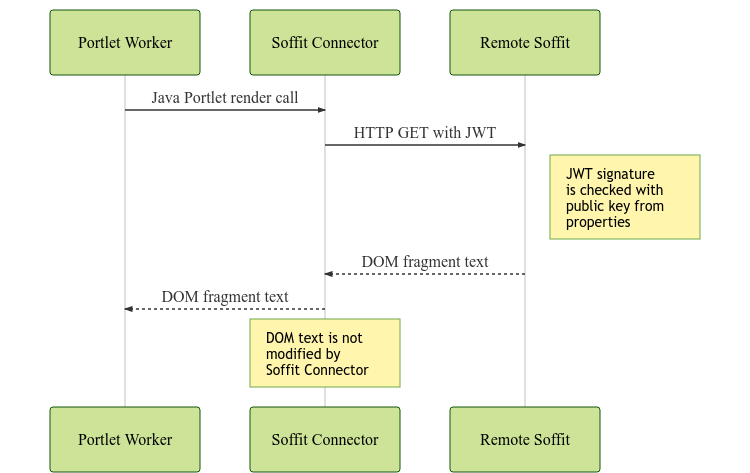 Portlet Worker
Soffit Connector
Remote Soffit
Java Portlet render call
HTTP GET with JWT
JWT signature
is checked with
public key from
properties
DOM fragment text
DOM fragment text
DOM text is not
modified by
Soffit Connector
Portlet Worker
Soffit Connector
Remote Soffit